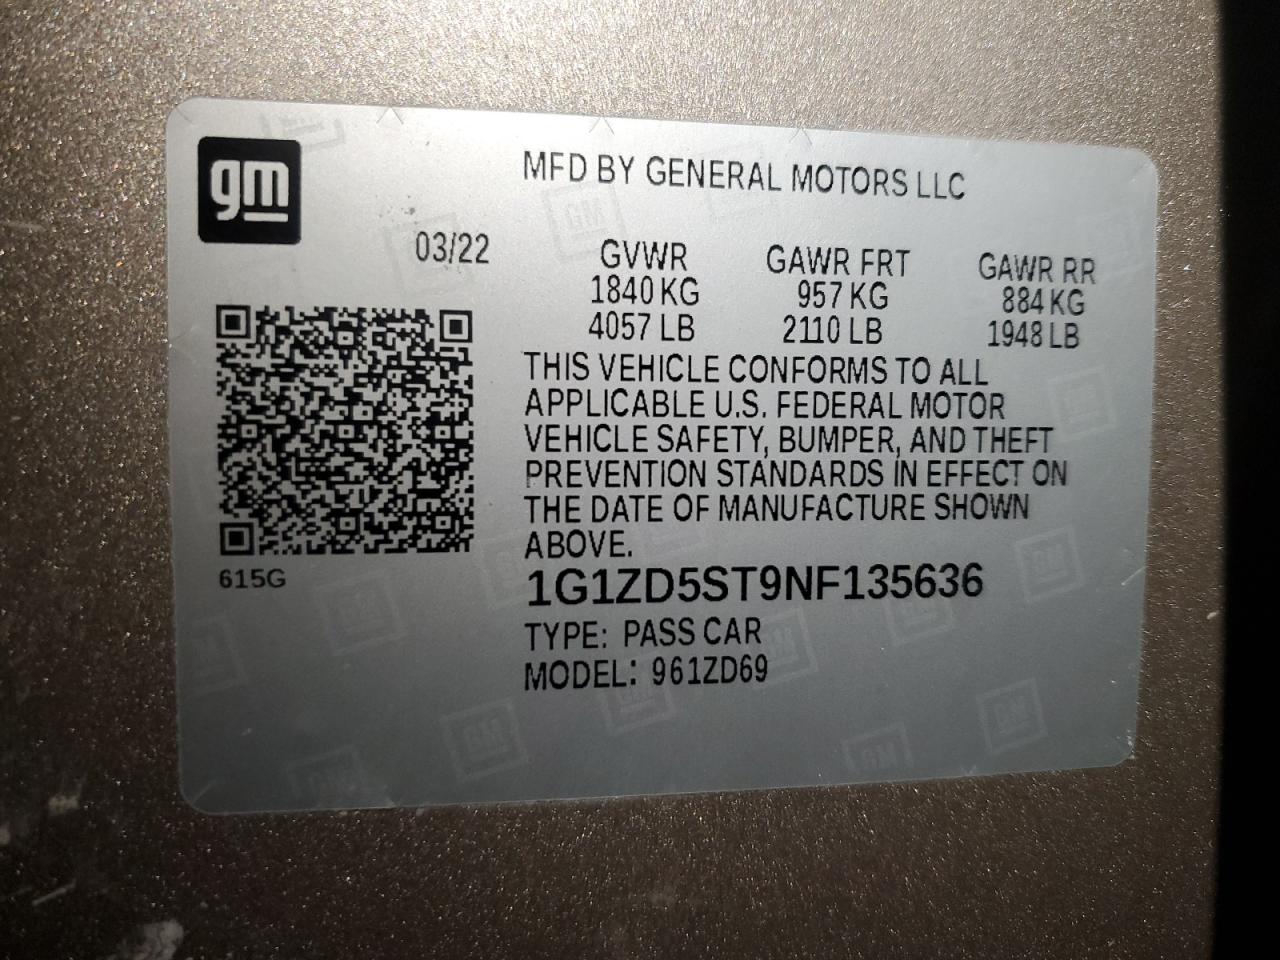 gm
MFD BY GENERAL MOTORS LLC
03/22
GVWR GAWR FRT GAWR RR
1840 KG 957 KG 884 KG
4057 LB 2110 LB 1948 LB
THIS VEHICLE CONFORMS TO ALL
APPLICABLE U.S. FEDERAL MOTOR
VEHICLE SAFETY, BUMPER, AND THEFT
PREVENTION STANDARDS IN EFFECT ON
THE DATE OF MANUFACTURE SHOWN
ABOVE.
615G
1G1ZD5ST9NF135636
TYPE: PASS CAR
MODEL: 961ZD69